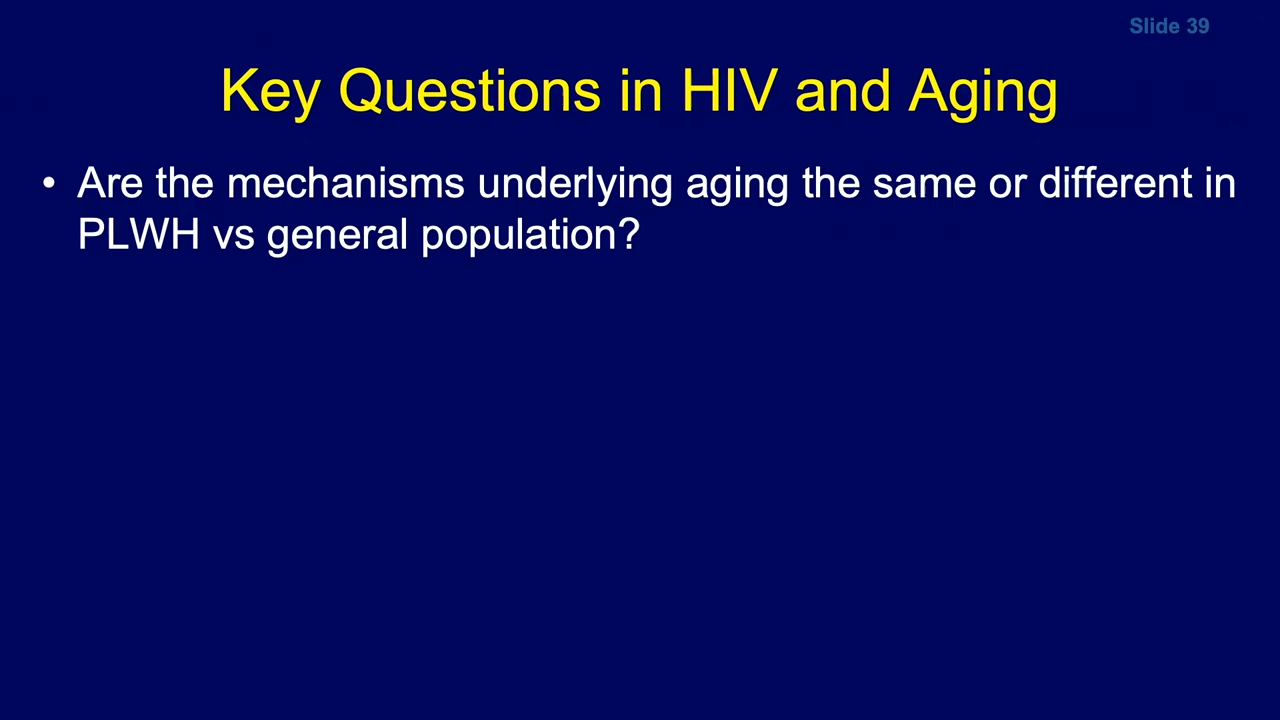 Slide 39
Key Questions in HIV and Aging
• Are the mechanisms underlying aging the same or different in
PLWH vs general population?